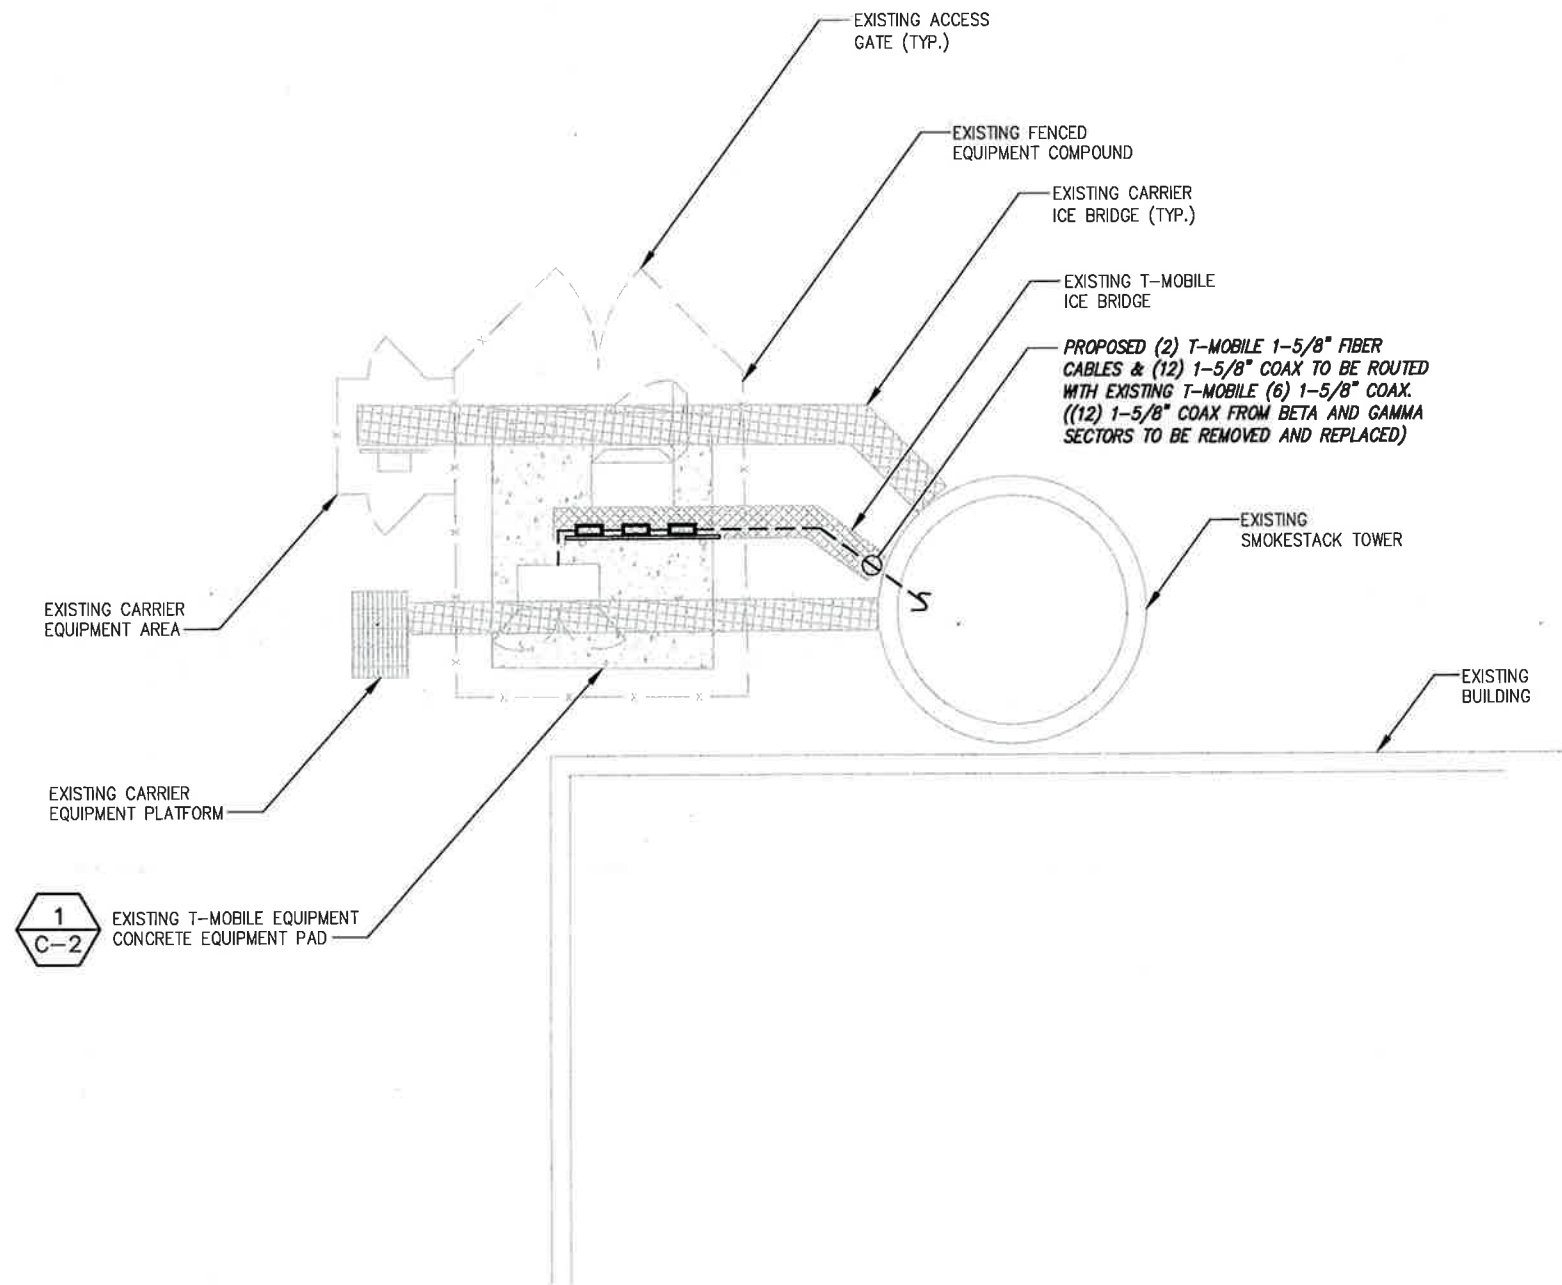 EXISTING ACCESS
GATE (TYP.)
EXISTING FENCED
EQUIPMENT COMPOUND
EXISTING CARRIER
ICE BRIDGE (TYP.)
EXISTING T-MOBILE
ICE BRIDGE
PROPOSED (2) T-MOBILE 1-5/8" FIBER
CABLES & (12) 1-5/8" COAX TO BE ROUTED
WITH EXISTING T-MOBILE (6) 1-5/8" COAX.
((12) 1-5/8" COAX FROM BETA AND GAMMA
SECTORS TO BE REMOVED AND REPLACED)
EXISTING
SMOKESTACK TOWER
EXISTING CARRIER
EQUIPMENT AREA
EXISTING
BUILDING
EXISTING CARRIER
EQUIPMENT PLATFORM
1
C-2
EXISTING T-MOBILE EQUIPMENT
CONCRETE EQUIPMENT PAD